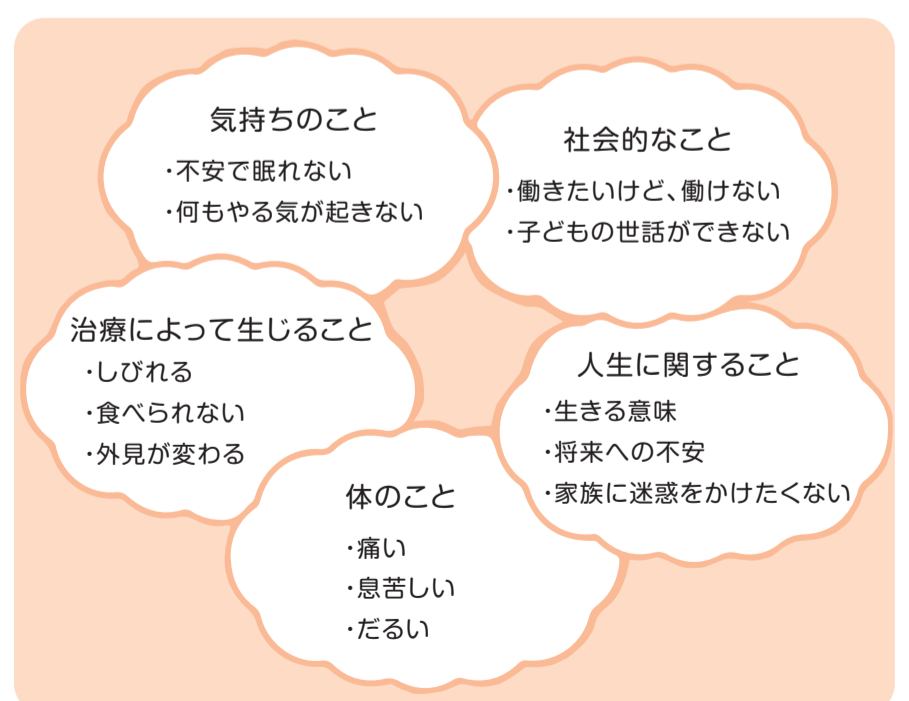 気持ちのこと
・不安で眠れない
・何もやる気が起きない
社会的なこと
・働きたいけど、働けない
・子どもの世話ができない
治療によって生じること
・しびれる
・食べられない
・外見が変わる
人生に関すること
・生きる意味
・将来への不安
・家族に迷惑をかけたくない
体のこと
・痛い
・息苦しい
・だるい